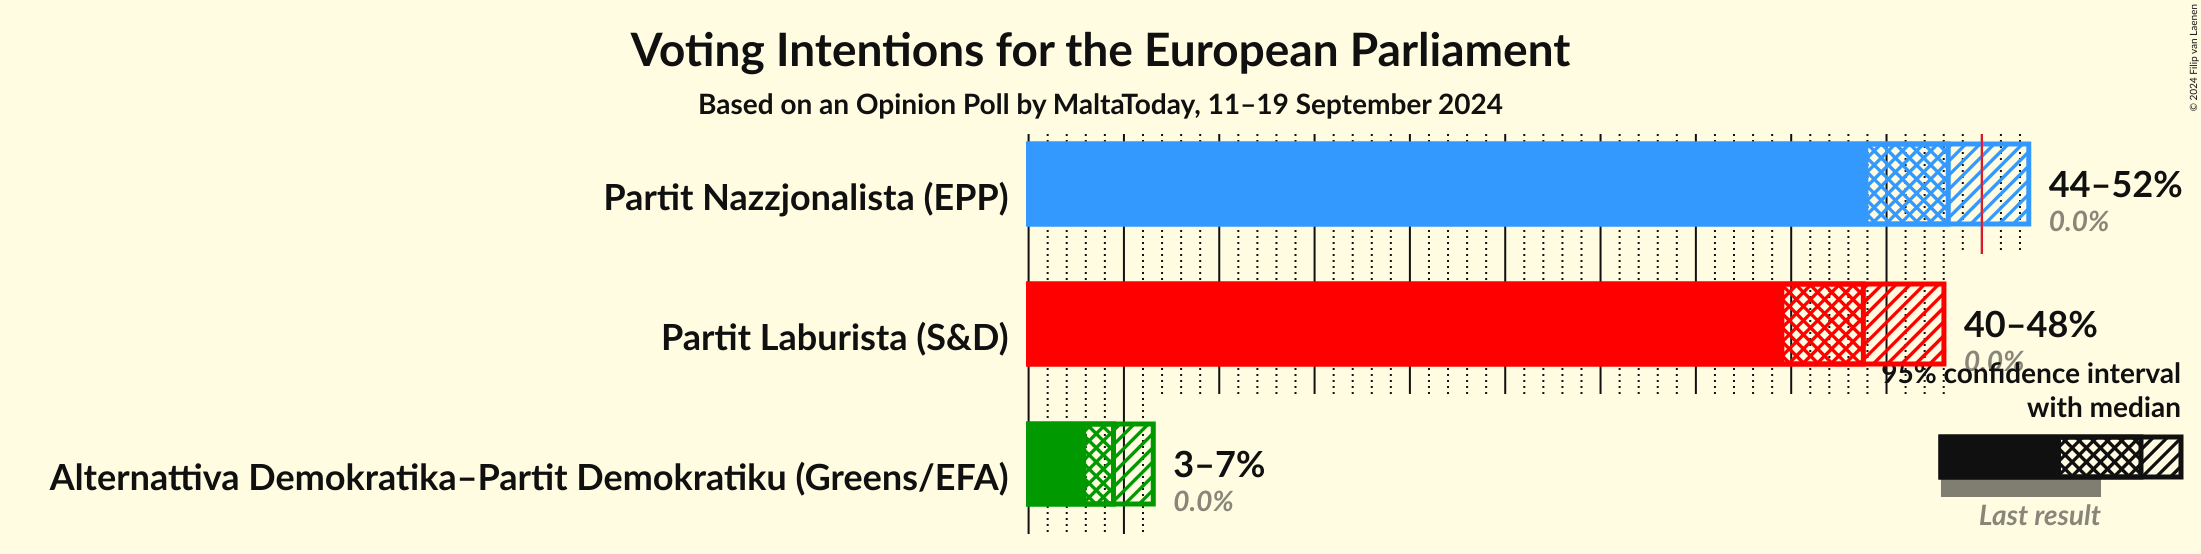 Voting Intentions for the European Parliament
Based on an Opinion Poll by MaltaToday, 11–19 September 2024
© 2024 Filip van Laenen
Partit Nazzjonalista (EPP)
44–52%
0.0%
Partit Laburista (S&D)
40–48%
0.0%
95% confidence interval
with median
Alternattiva Demokratika–Partit Demokratiku (Greens/EFA)
3–7%
0.0%
Last result